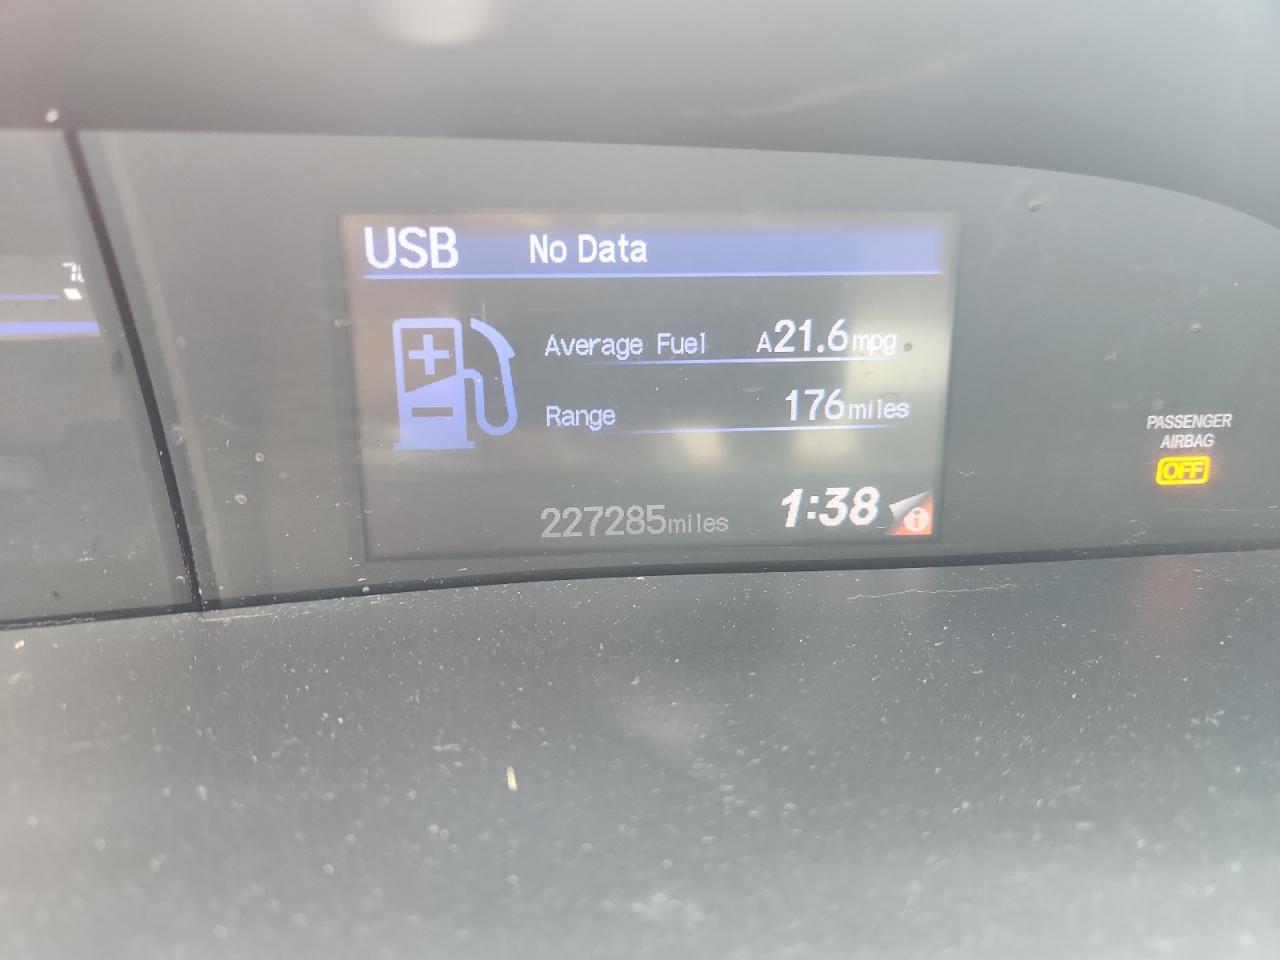 USB No Data
Average Fuel A21.6mpg
Range 176miles
227285miles 1:38 i
PASSENGER
AIRBAG
OFF